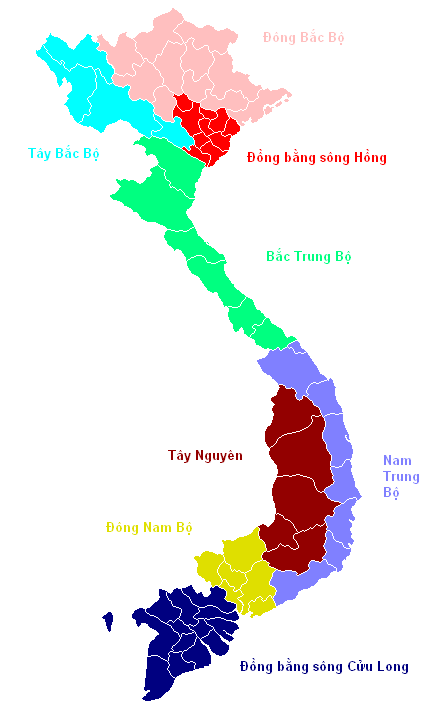 Đông Bắc Bộ
Tây Bắc Bộ
Đồng bằng sông Hồng
Bắc Trung Bộ
Tây Nguyên
Nam
Trung
Bộ
Đông Nam Bộ
Đồng bằng sông Cửu Long